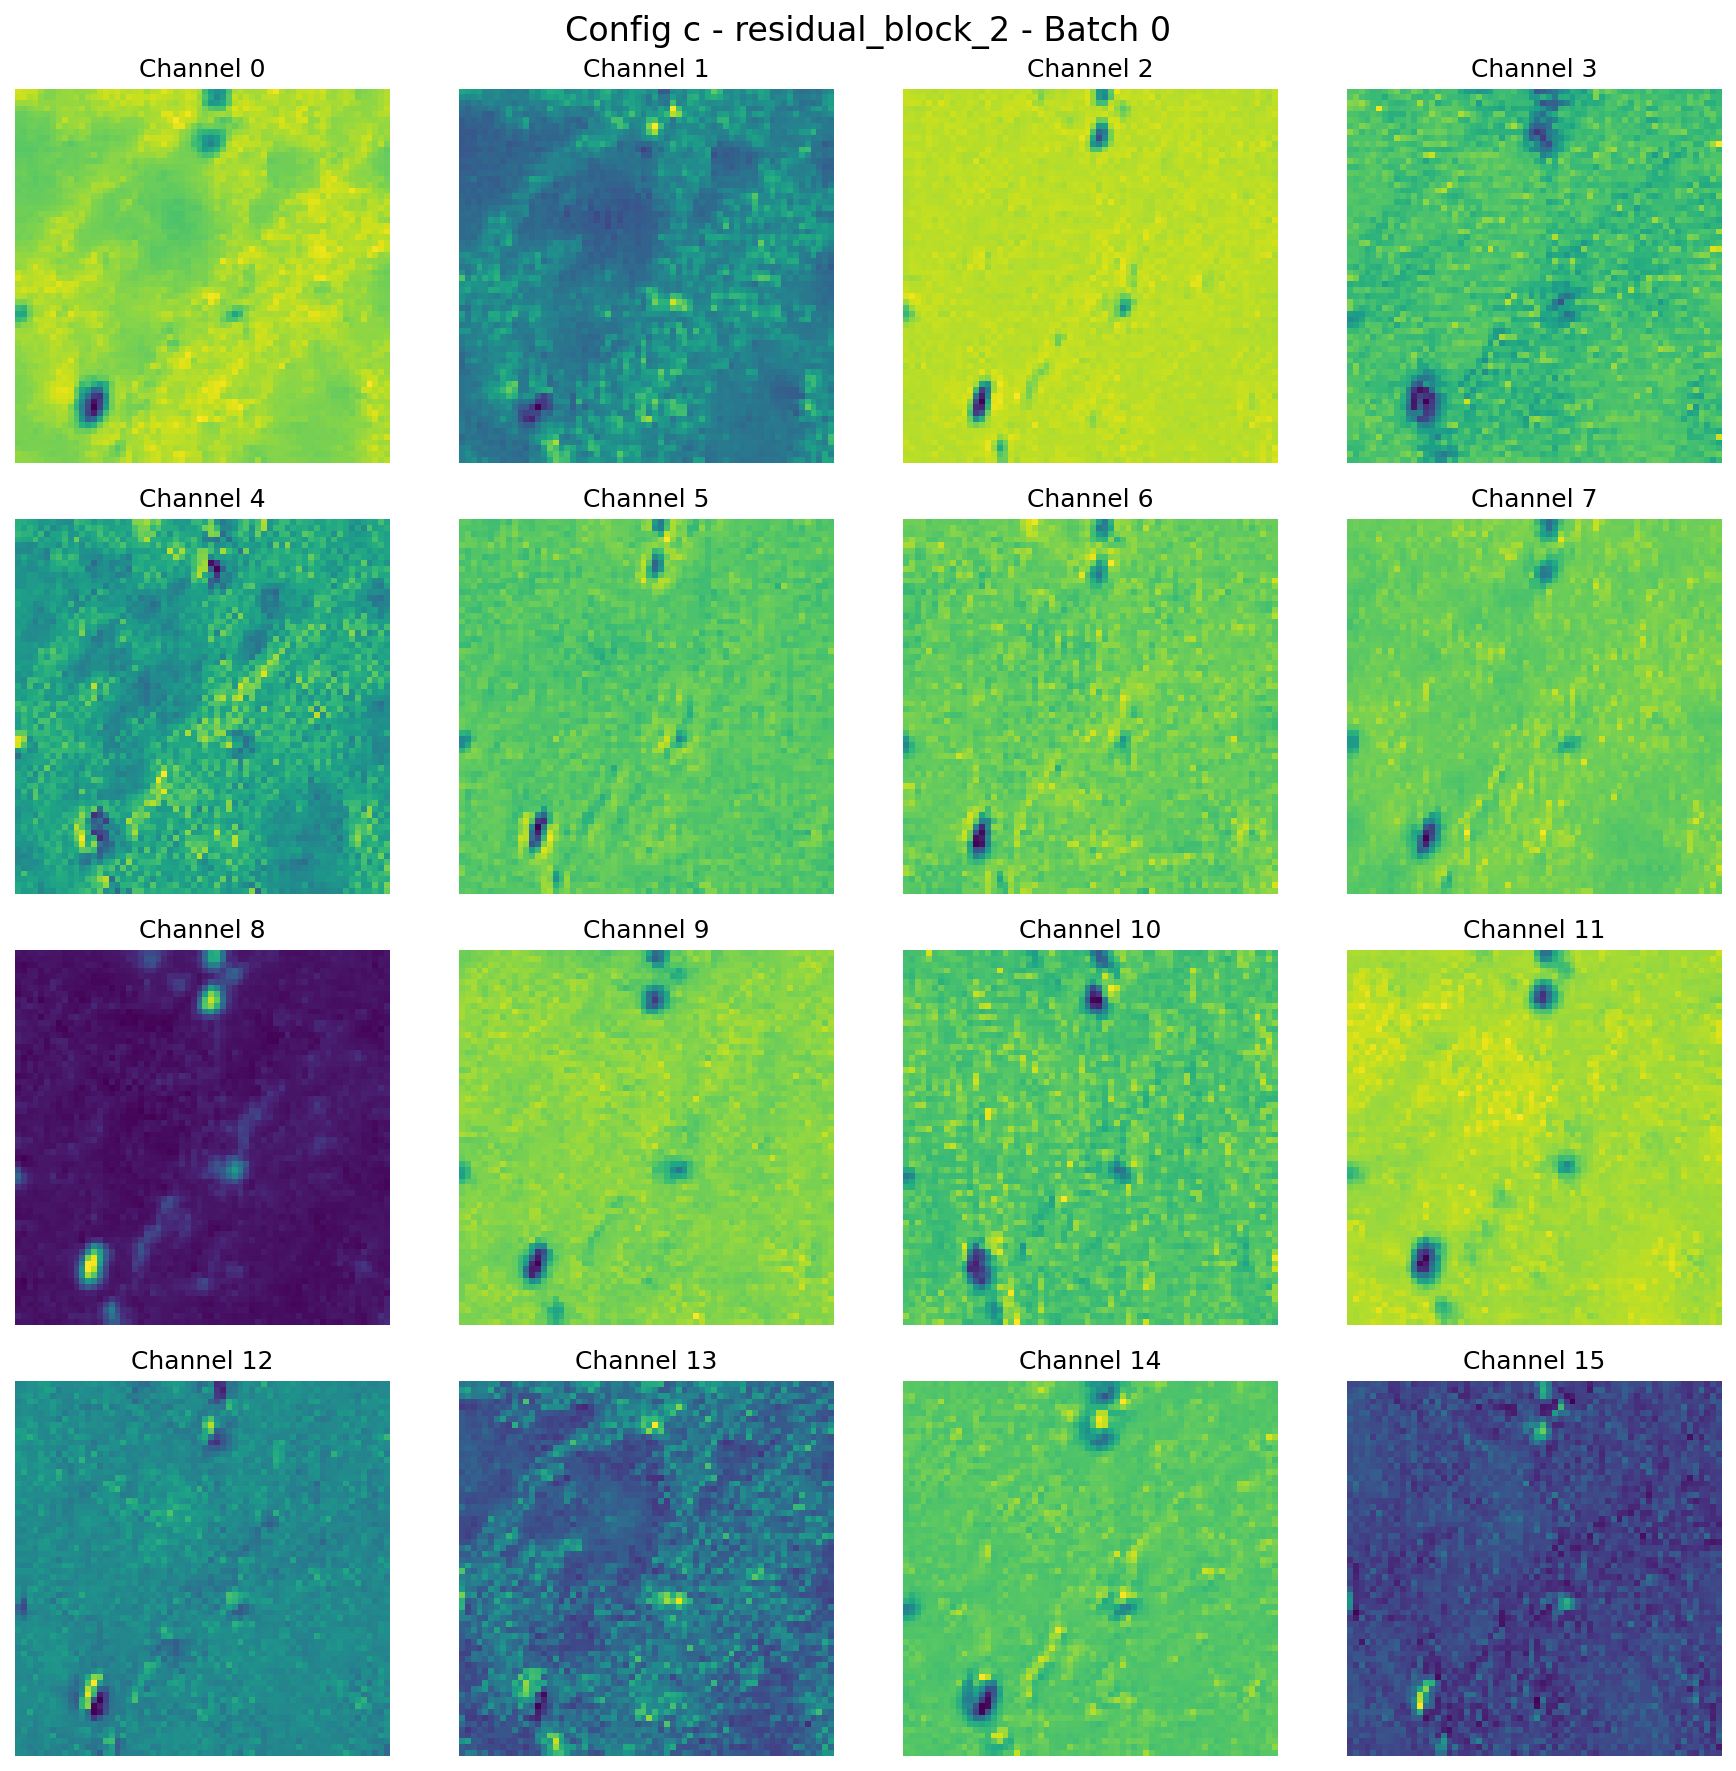 Config c - residual_block_2 - Batch 0
Channel 0 Channel 1 Channel 2 Channel 3
Channel 4 Channel 5 Channel 6 Channel 7
Channel 8 Channel 9 Channel 10 Channel 11
Channel 12 Channel 13 Channel 14 Channel 15